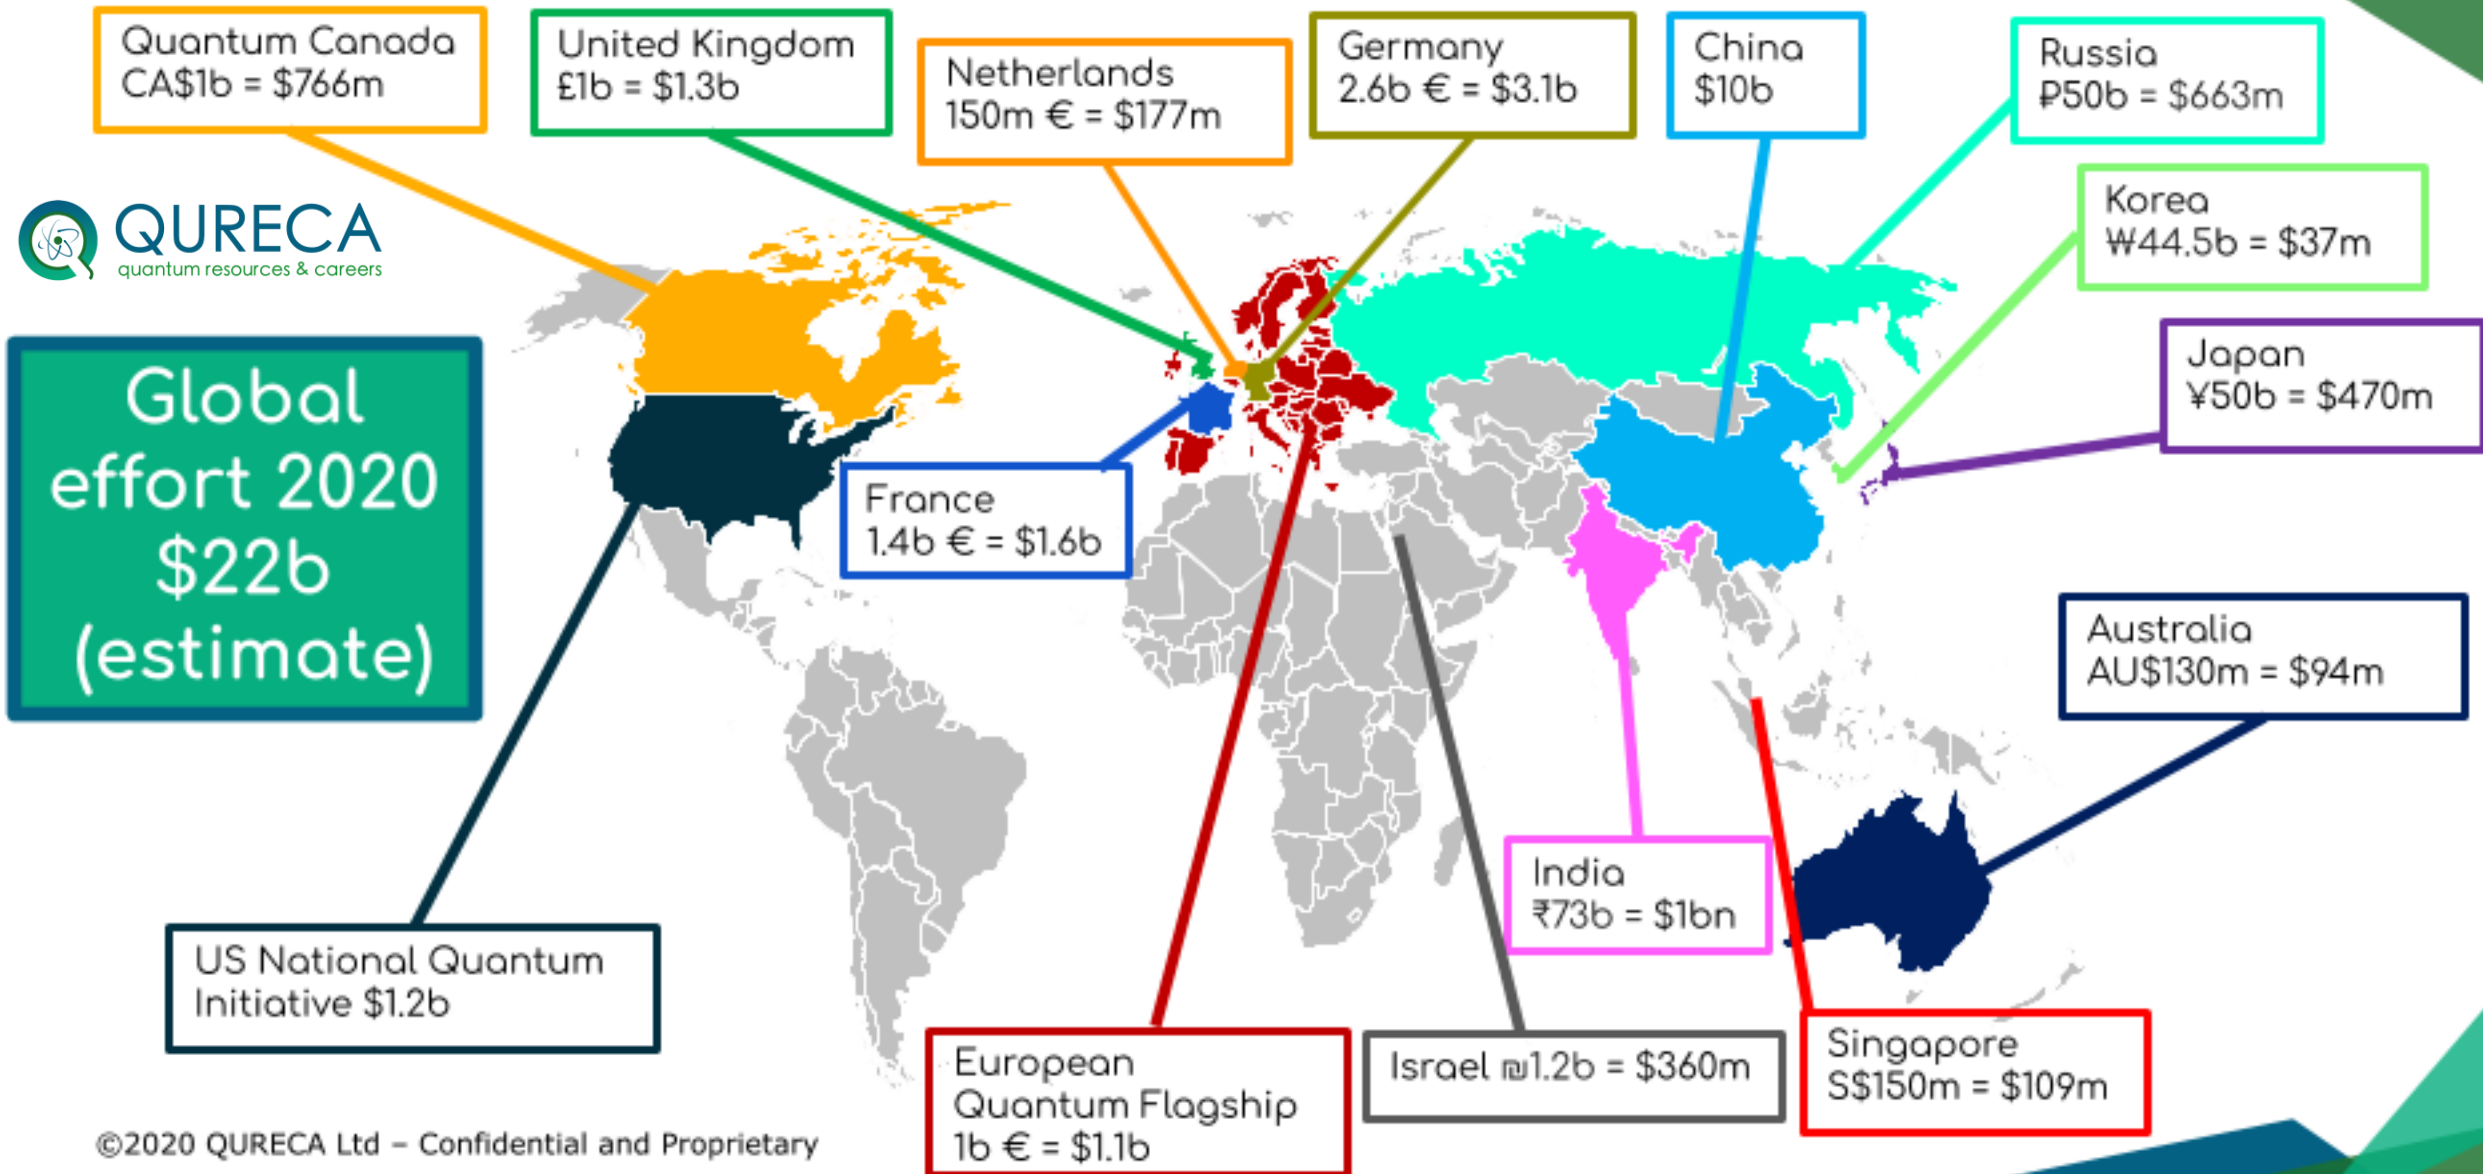 Quantum Canada
CA$1b = $766m
United Kingdom
£1b = $1.3b
Netherlands
150m € = $177m
Germany
2.6b € = $3.1b
China
$10b
Russia
₽50b = $663m
Korea
₩44.5b = $37m
QURECA
quantum resources & careers
Japan
¥50b = $470m
Global
effort 2020
$22b
(estimate)
France
1.4b € = $1.6b
Australia
AU$130m = $94m
India
₹73b = $1bn
US National Quantum
Initiative $1.2b
European
Quantum Flagship
1b € = $1.1b
Israel ₪1.2b = $360m
Singapore
S$150m = $109m
©2020 QURECA Ltd – Confidential and Proprietary